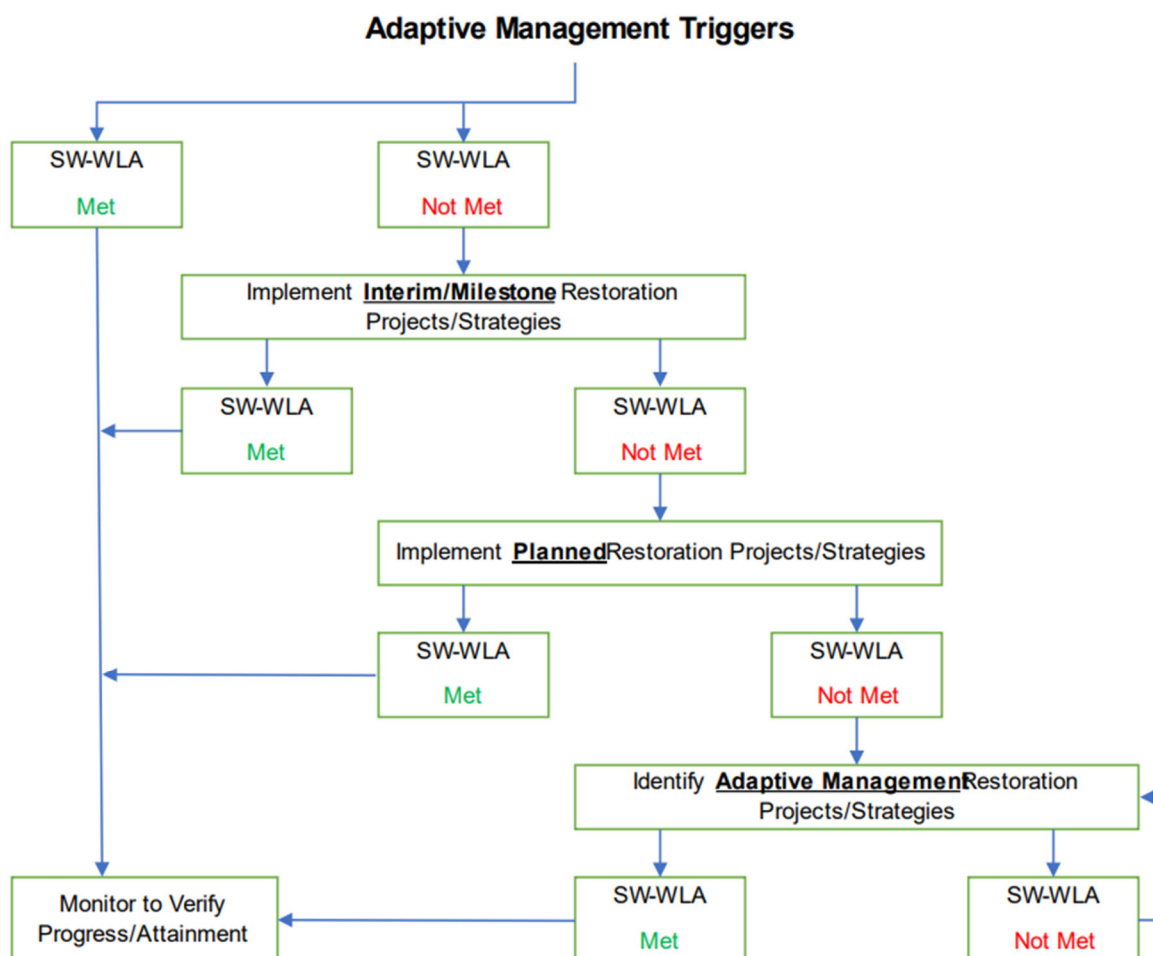 Adaptive Management Triggers
SW-WLA
Met
SW-WLA
Not Met
Implement Interim/Milestone Restoration
Projects/Strategies
SW-WLA
Met
SW-WLA
Not Met
Implement PlannedRestoration Projects/Strategies
SW-WLA
Met
SW-WLA
Not Met
Identify Adaptive ManagementRestoration
Projects/Strategies
Monitor to Verify
Progress/Attainment
SW-WLA
Met
SW-WLA
Not Met